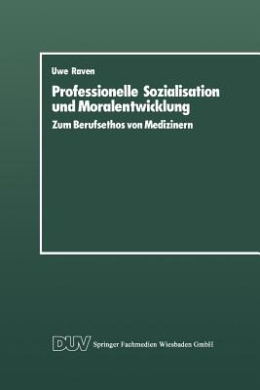 Uwe Raven
Professionelle Sozialisation
und Moralentwicklung
Zum Berufsethos von Medizinern
DUV Springer Fachmedien Wiesbaden GmbH